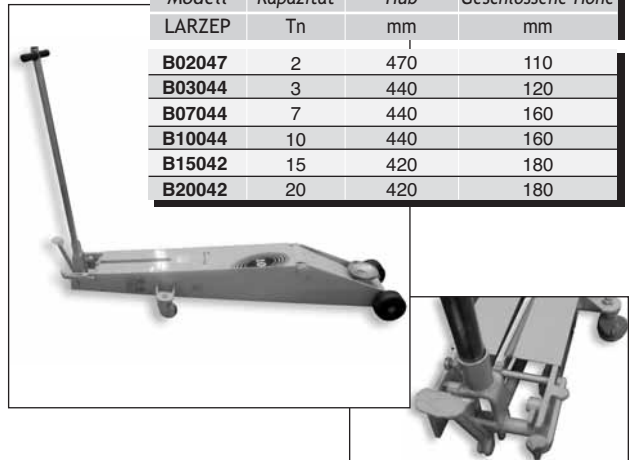 Modell Kapazität Hub Geschlossene Höhe
LARZEP Tn mm mm
B02047 2 470 110
B03044 3 440 120
B07044 7 440 160
B10044 10 440 160
B15042 15 420 180
B20042 20 420 180